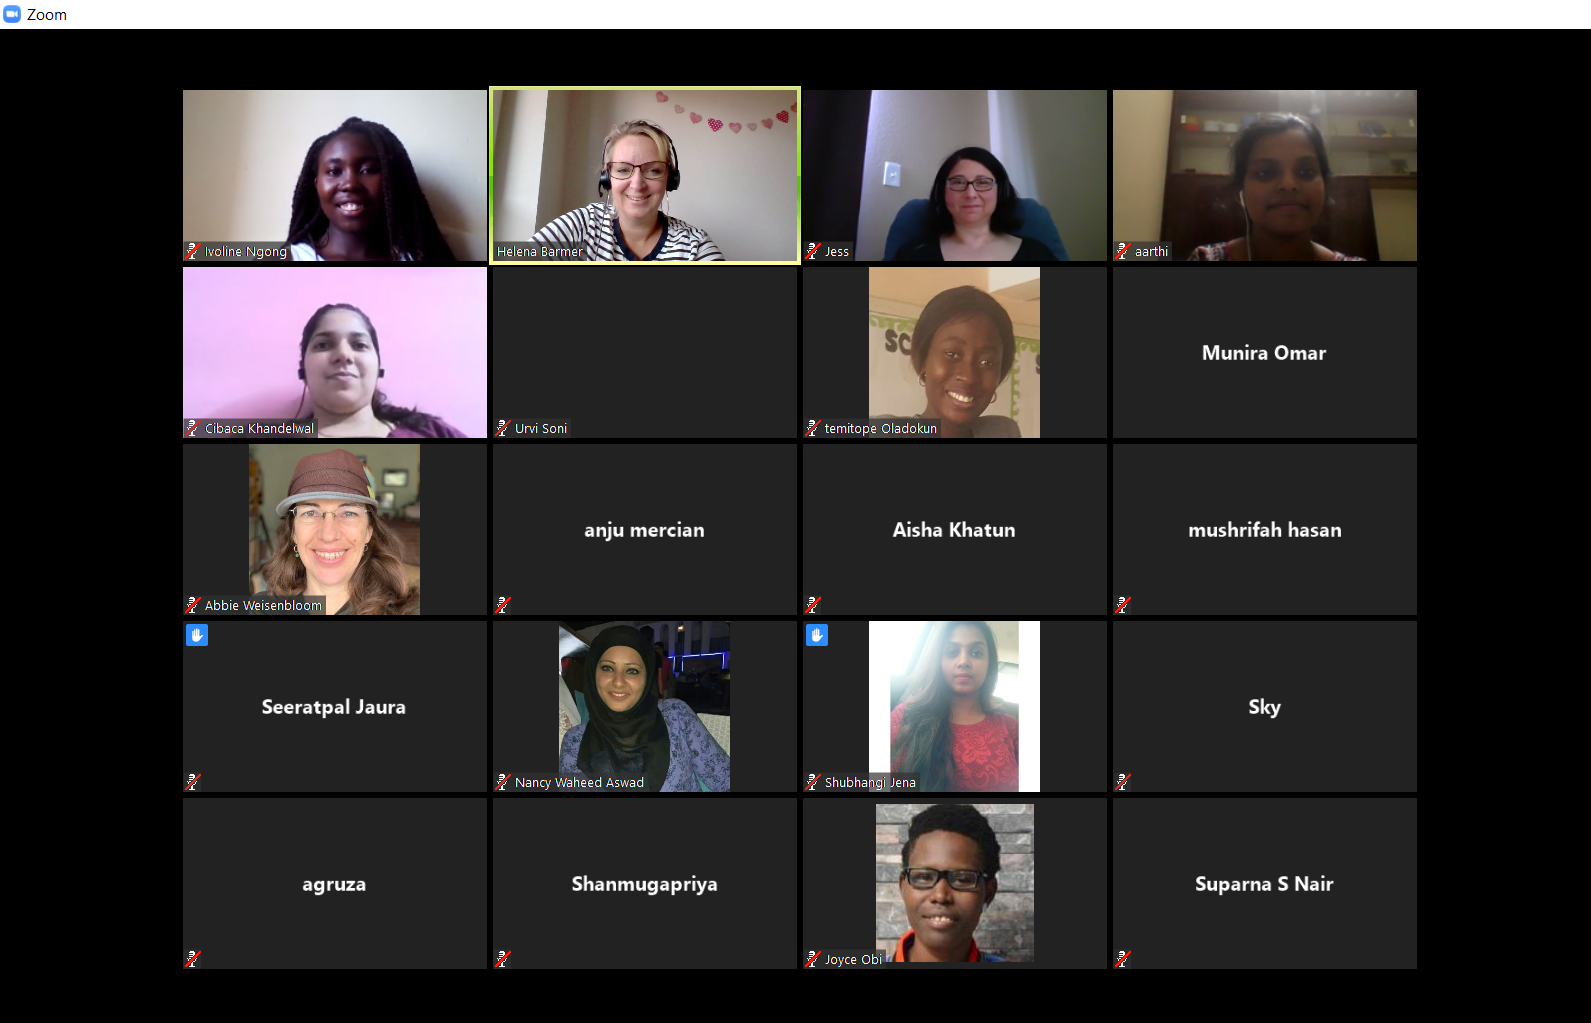 Zoom
Ivoline Ngong
Helena Barmer
Jess
aarthi
Cibaca Khandelwal
Urvi Soni
SC
temitope Oladokun
Munira Omar
Abbie Weisenbloom
anju mercian
Aisha Khatun
mushrifah hasan
Seeratpal Jaura
Nancy Waheed Aswad
Shubhangi Jena
Sky
agruza
Shanmugapriya
Joyce Obi
Suparna S Nair